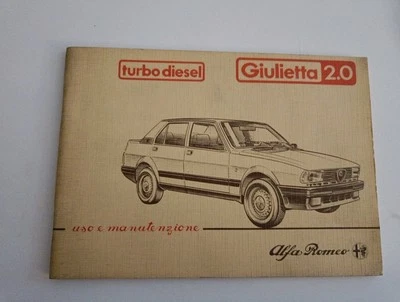 turbo diesel
Giulietta 2.0
uso e manutenzione
Alfa Romeo